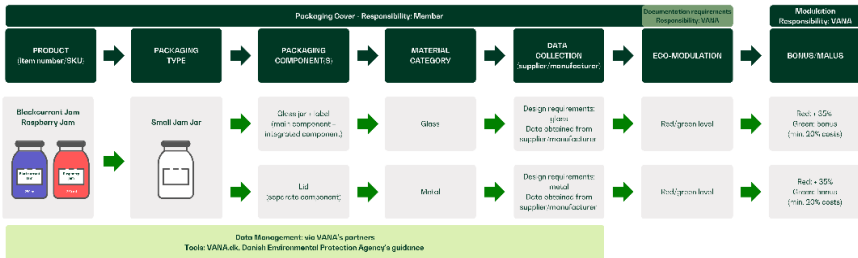 Packaging Cover - Responsibility: Member
Documentation requirements
Responsibility: VANA
Modulation
Responsibility: VANA
PRODUCT
(item number/SKU)
PACKAGING
TYPE
PACKAGING
COMPONENT(S)
MATERIAL
CATEGORY
DATA
COLLECTION
(supplier/manufacturer)
ECO-MODULATION
BONUS/MALUS
Blackcurrant Jam
Raspberry Jam
Small Jam Jar
Glass jar + label
(main component +
integrated component)
Glass
Design requirements:
glass
Data obtained from
supplier/manufacturer
Red/green level
Red: + 35%
Green: bonus
(min. 20% costs)
Lid
(separate component)
Metal
Design requirements:
metal
Data obtained from
supplier/manufacturer
Red/green level
Red: + 35%
Green: bonus
(min. 20% costs)
Data Management: via VANA's partners
Tools: VANA.dk, Danish Environmental Protection Agency's guidance